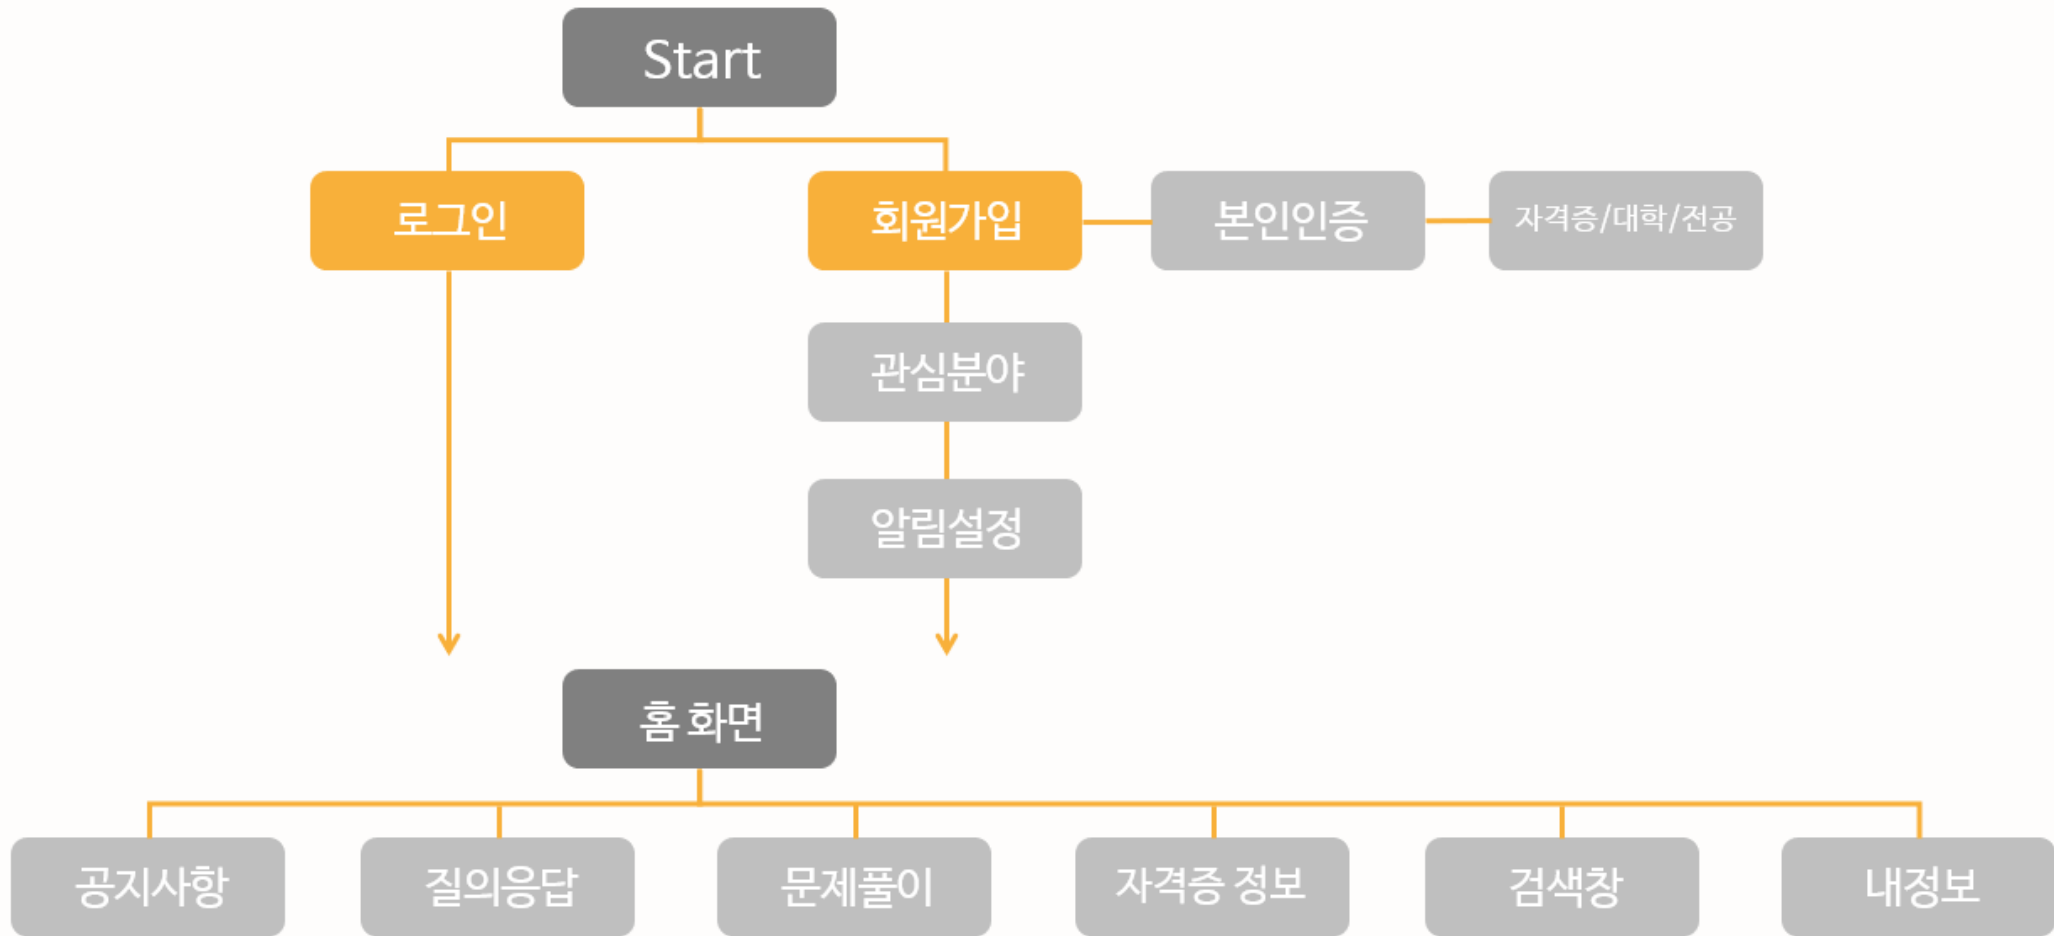 Start
로그인
회원가입
본인인증
자격증/대학/전공
관심분야
알림설정
홈 화면
공지사항
질의응답
문제풀이
자격증 정보
검색창
내정보